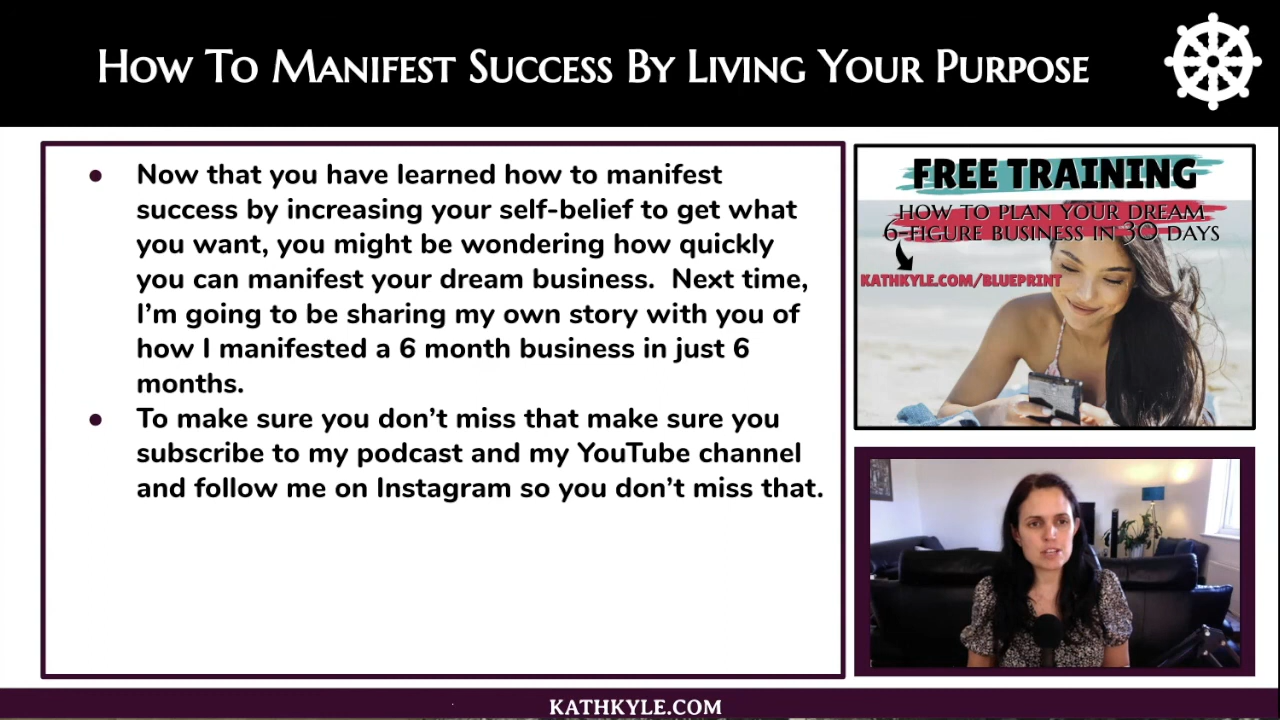 How To Manifest Success By Living Your Purpose
Now that you have learned how to manifest
success by increasing your self-belief to get what
you want, you might be wondering how quickly
you can manifest your dream business.  Next time,
I’m going to be sharing my own story with you of
how I manifested a 6 month business in just 6
months.
To make sure you don’t miss that make sure you
subscribe to my podcast and my YouTube channel
and follow me on Instagram so you don’t miss that.
FREE TRAINING
HOW TO PLAN YOUR DREAM
6-FIGURE BUSINESS IN 30 DAYS
KATHKYLE.COM/BLUEPRINT
KATHKYLE.COM